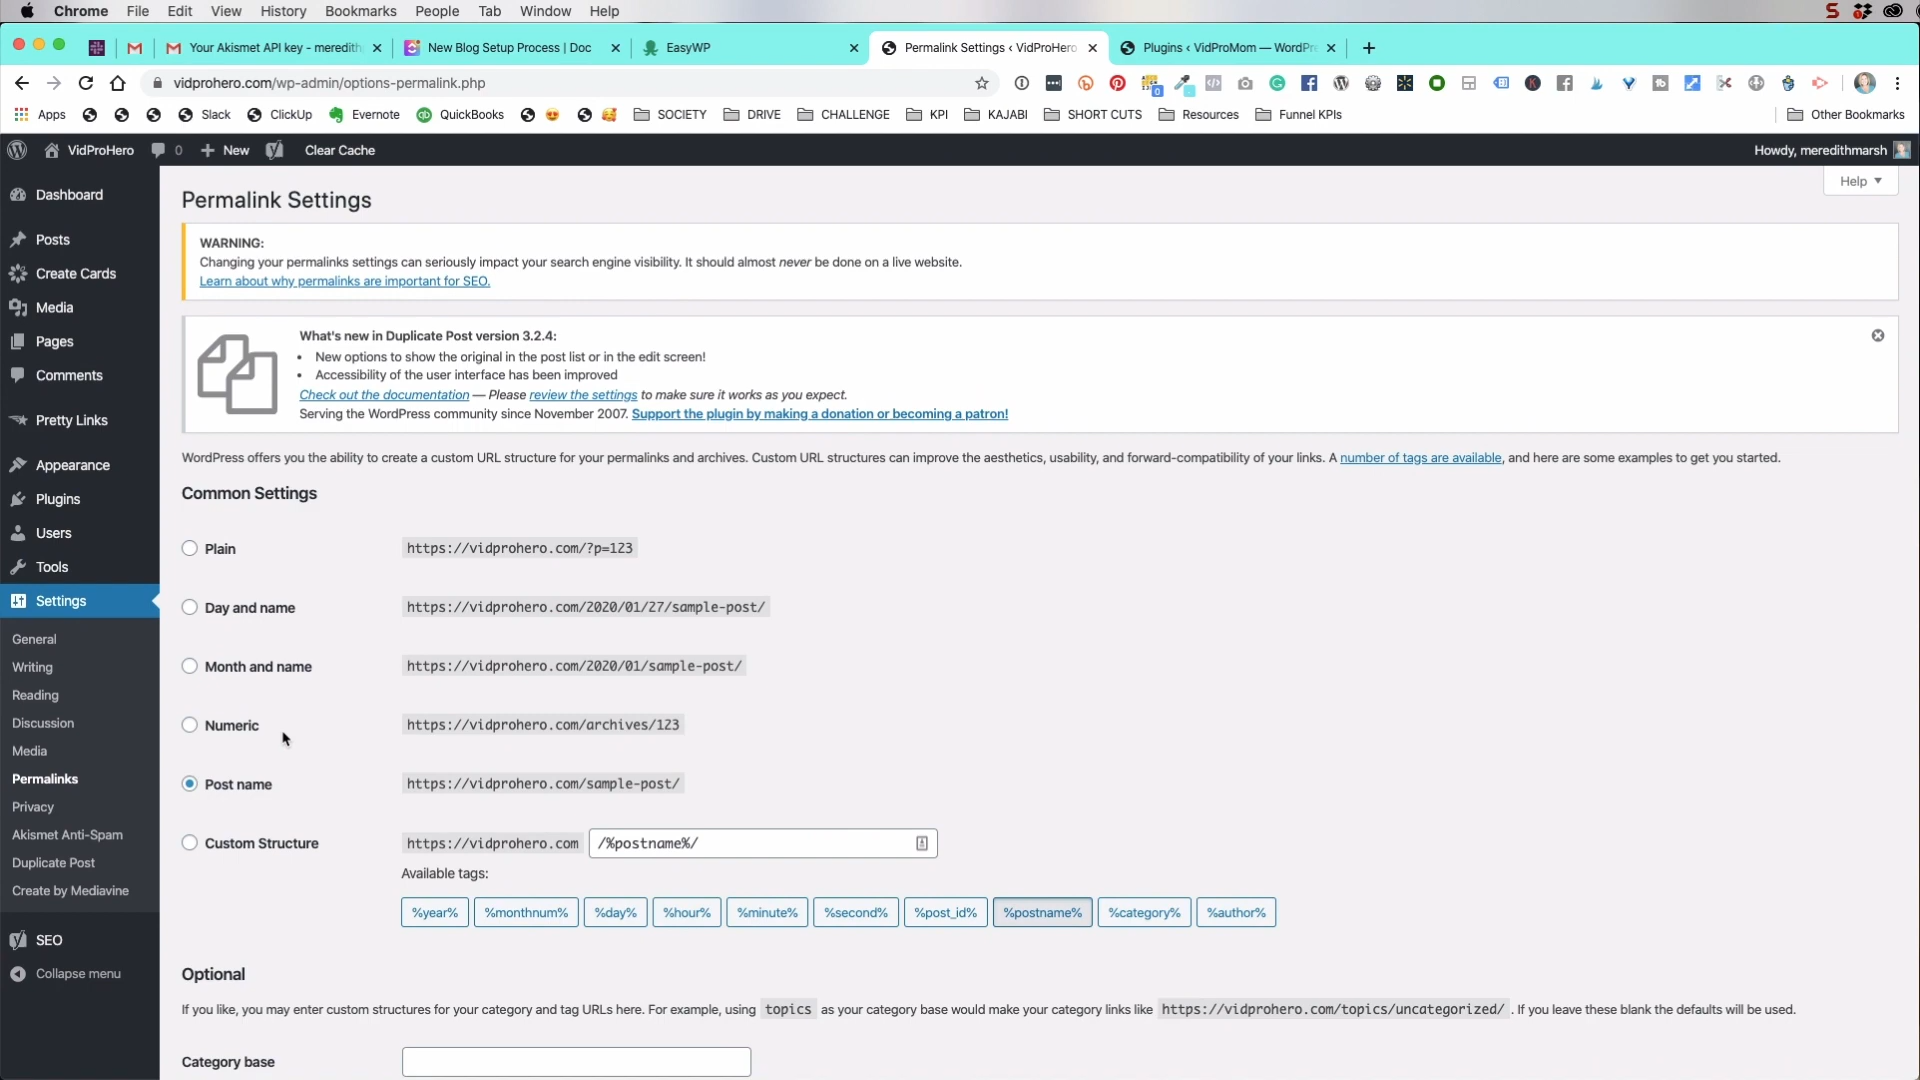 Chrome File Edit View History Bookmarks People Tab Window Help
Your Akismet API key - meredith
New Blog Setup Process | Doc
EasyWP
Permalink Settings ‹ VidProHero
Plugins ‹ VidProMom — WordPre
vidprohero.com/wp-admin/options-permalink.php
Apps Slack ClickUp Evernote QuickBooks SOCIETY DRIVE CHALLENGE KPI KAJABI SHORT CUTS Resources Funnel KPIs Other Bookmarks
VidProHero 0 New Clear Cache Howdy, meredithmarsh
Help
Dashboard
Posts
Create Cards
Media
Pages
Comments
Pretty Links
Appearance
Plugins
Users
Tools
Settings
General
Writing
Reading
Discussion
Media
Permalinks
Privacy
Akismet Anti-Spam
Duplicate Post
Create by Mediavine
SEO
Collapse menu
Permalink Settings
WARNING:
Changing your permalinks settings can seriously impact your search engine visibility. It should almost never be done on a live website.
Learn about why permalinks are important for SEO.
What's new in Duplicate Post version 3.2.4:
• New options to show the original in the post list or in the edit screen!
• Accessibility of the user interface has been improved
Check out the documentation — Please review the settings to make sure it works as you expect.
Serving the WordPress community since November 2007. Support the plugin by making a donation or becoming a patron!
WordPress offers you the ability to create a custom URL structure for your permalinks and archives. Custom URL structures can improve the aesthetics, usability, and forward-compatibility of your links. A number of tags are available, and here are some examples to get you started.
Common Settings
Plain https://vidprohero.com/?p=123
Day and name https://vidprohero.com/2020/01/27/sample-post/
Month and name https://vidprohero.com/2020/01/sample-post/
Numeric https://vidprohero.com/archives/123
Post name https://vidprohero.com/sample-post/
Custom Structure https://vidprohero.com /%postname%/
Available tags:
%year% %monthnum% %day% %hour% %minute% %second% %post_id% %postname% %category% %author%
Optional
If you like, you may enter custom structures for your category and tag URLs here. For example, using topics as your category base would make your category links like https://vidprohero.com/topics/uncategorized/ . If you leave these blank the defaults will be used.
Category base